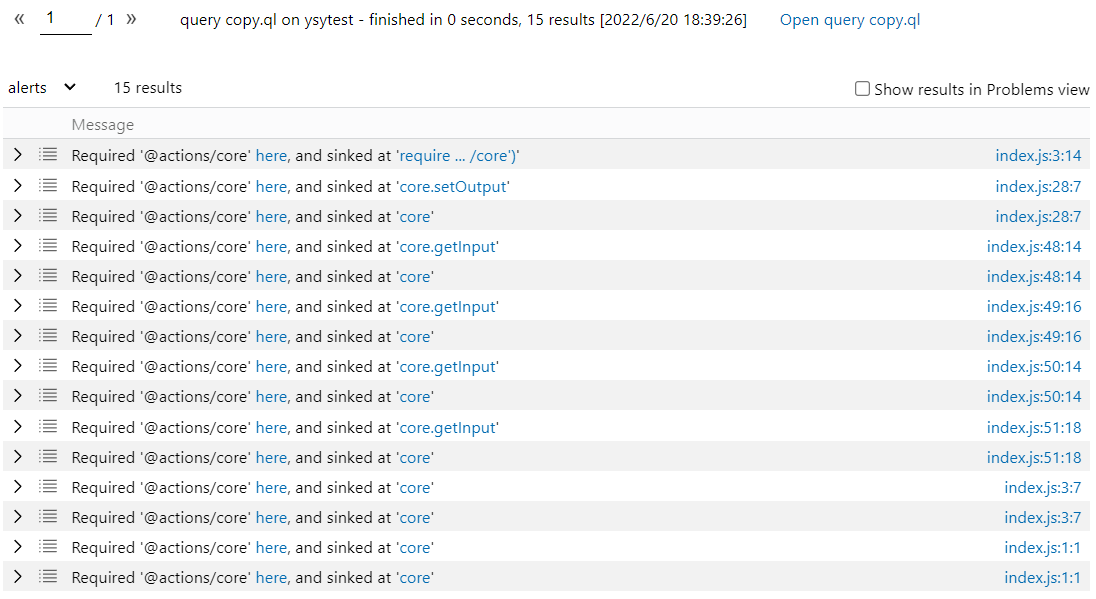 « 1 / 1 » query copy.ql on ysytest - finished in 0 seconds, 15 results [2022/6/20 18:39:26] Open query copy.ql
alerts 15 results Show results in Problems view
Message
Required '@actions/core' here, and sinked at 'require ... /core')' index.js:3:14
Required '@actions/core' here, and sinked at 'core.setOutput' index.js:28:7
Required '@actions/core' here, and sinked at 'core' index.js:28:7
Required '@actions/core' here, and sinked at 'core.getInput' index.js:48:14
Required '@actions/core' here, and sinked at 'core' index.js:48:14
Required '@actions/core' here, and sinked at 'core.getInput' index.js:49:16
Required '@actions/core' here, and sinked at 'core' index.js:49:16
Required '@actions/core' here, and sinked at 'core.getInput' index.js:50:14
Required '@actions/core' here, and sinked at 'core' index.js:50:14
Required '@actions/core' here, and sinked at 'core.getInput' index.js:51:18
Required '@actions/core' here, and sinked at 'core' index.js:51:18
Required '@actions/core' here, and sinked at 'core' index.js:3:7
Required '@actions/core' here, and sinked at 'core' index.js:3:7
Required '@actions/core' here, and sinked at 'core' index.js:1:1
Required '@actions/core' here, and sinked at 'core' index.js:1:1